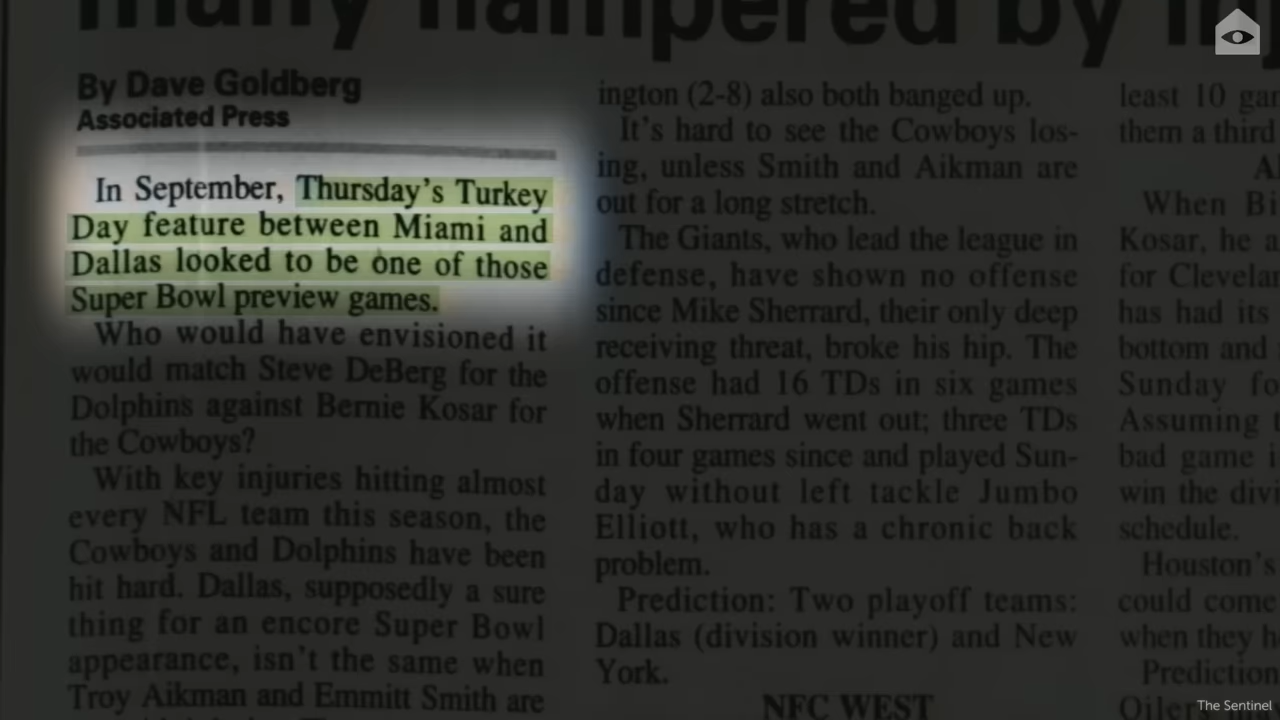 many hampered by inj
By Dave Goldberg
Associated Press
In September, Thursday's Turkey
Day feature between Miami and
Dallas looked to be one of those
Super Bowl preview games.
Who would have envisioned it
would match Steve DeBerg for the
Dolphins against Bernie Kosar for
the Cowboys?
With key injuries hitting almost
every NFL team this season, the
Cowboys and Dolphins have been
hit hard. Dallas, supposedly a sure
thing for an encore Super Bowl
appearance, isn't the same when
Troy Aikman and Emmitt Smith are
ington (2-8) also both banged up.
It's hard to see the Cowboys los-
ing, unless Smith and Aikman are
out for a long stretch.
The Giants, who lead the league in
defense, have shown no offense
since Mike Sherrard, their only deep
receiving threat, broke his hip. The
offense had 16 TDs in six games
when Sherrard went out; three TDs
in four games since and played Sun-
day without left tackle Jumbo
Elliott, who has a chronic back
problem.
Prediction: Two playoff teams:
Dallas (division winner) and New
York.
NFC WEST
least 10 gam
them a third
A
When Bi
Kosar, he a
for Clevelan
has had its
bottom and
Sunday fo
Assuming
bad game i
win the divi
schedule.
Houston's
could come
when they h
Prediction
Oiler
The Sentinel